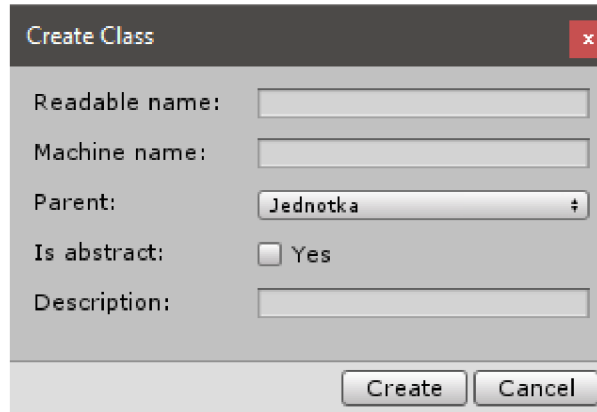 Create Class
x
Readable name:
Machine name:
Parent: Jednotka
Is abstract: Yes
Description:
Create Cancel